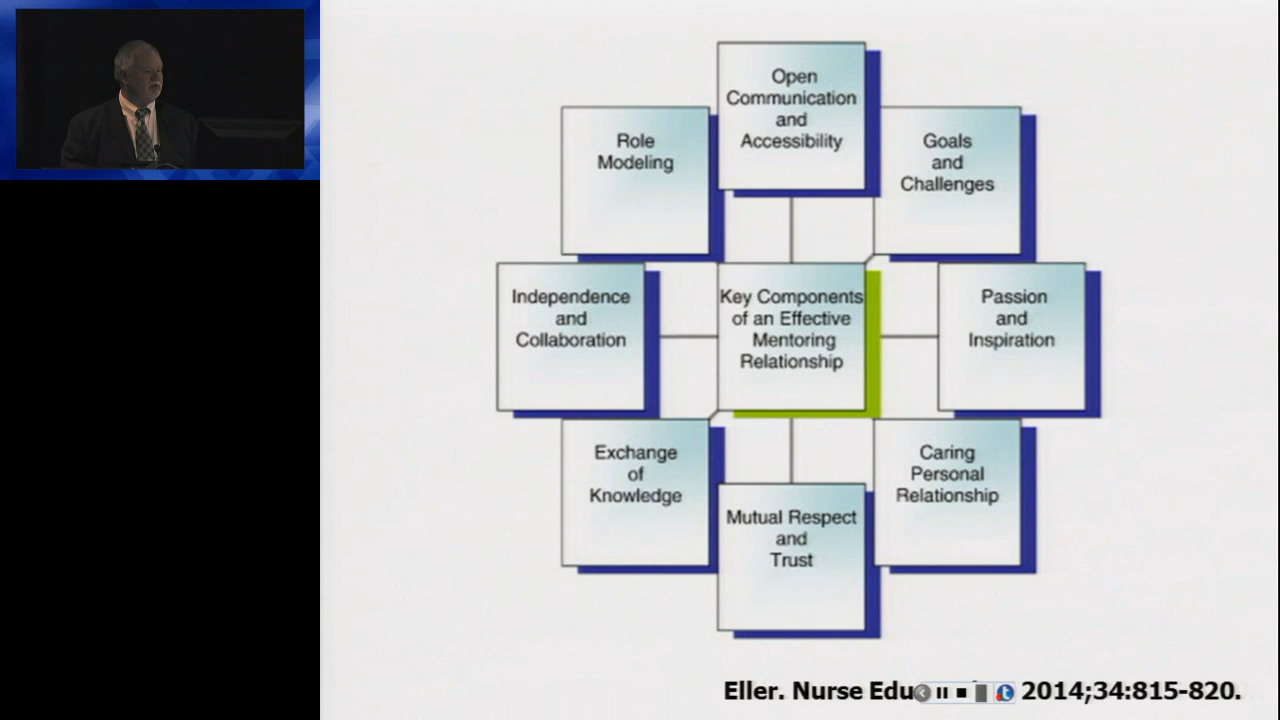 Open
Communication
and
Accessibility
Role
Modeling
Goals
and
Challenges
Independence
and
Collaboration
Key Components
of an Effective
Mentoring
Relationship
Passion
and
Inspiration
Exchange
of
Knowledge
Caring
Personal
Relationship
Mutual Respect
and
Trust
Eller. Nurse Edu 2014;34:815-820.